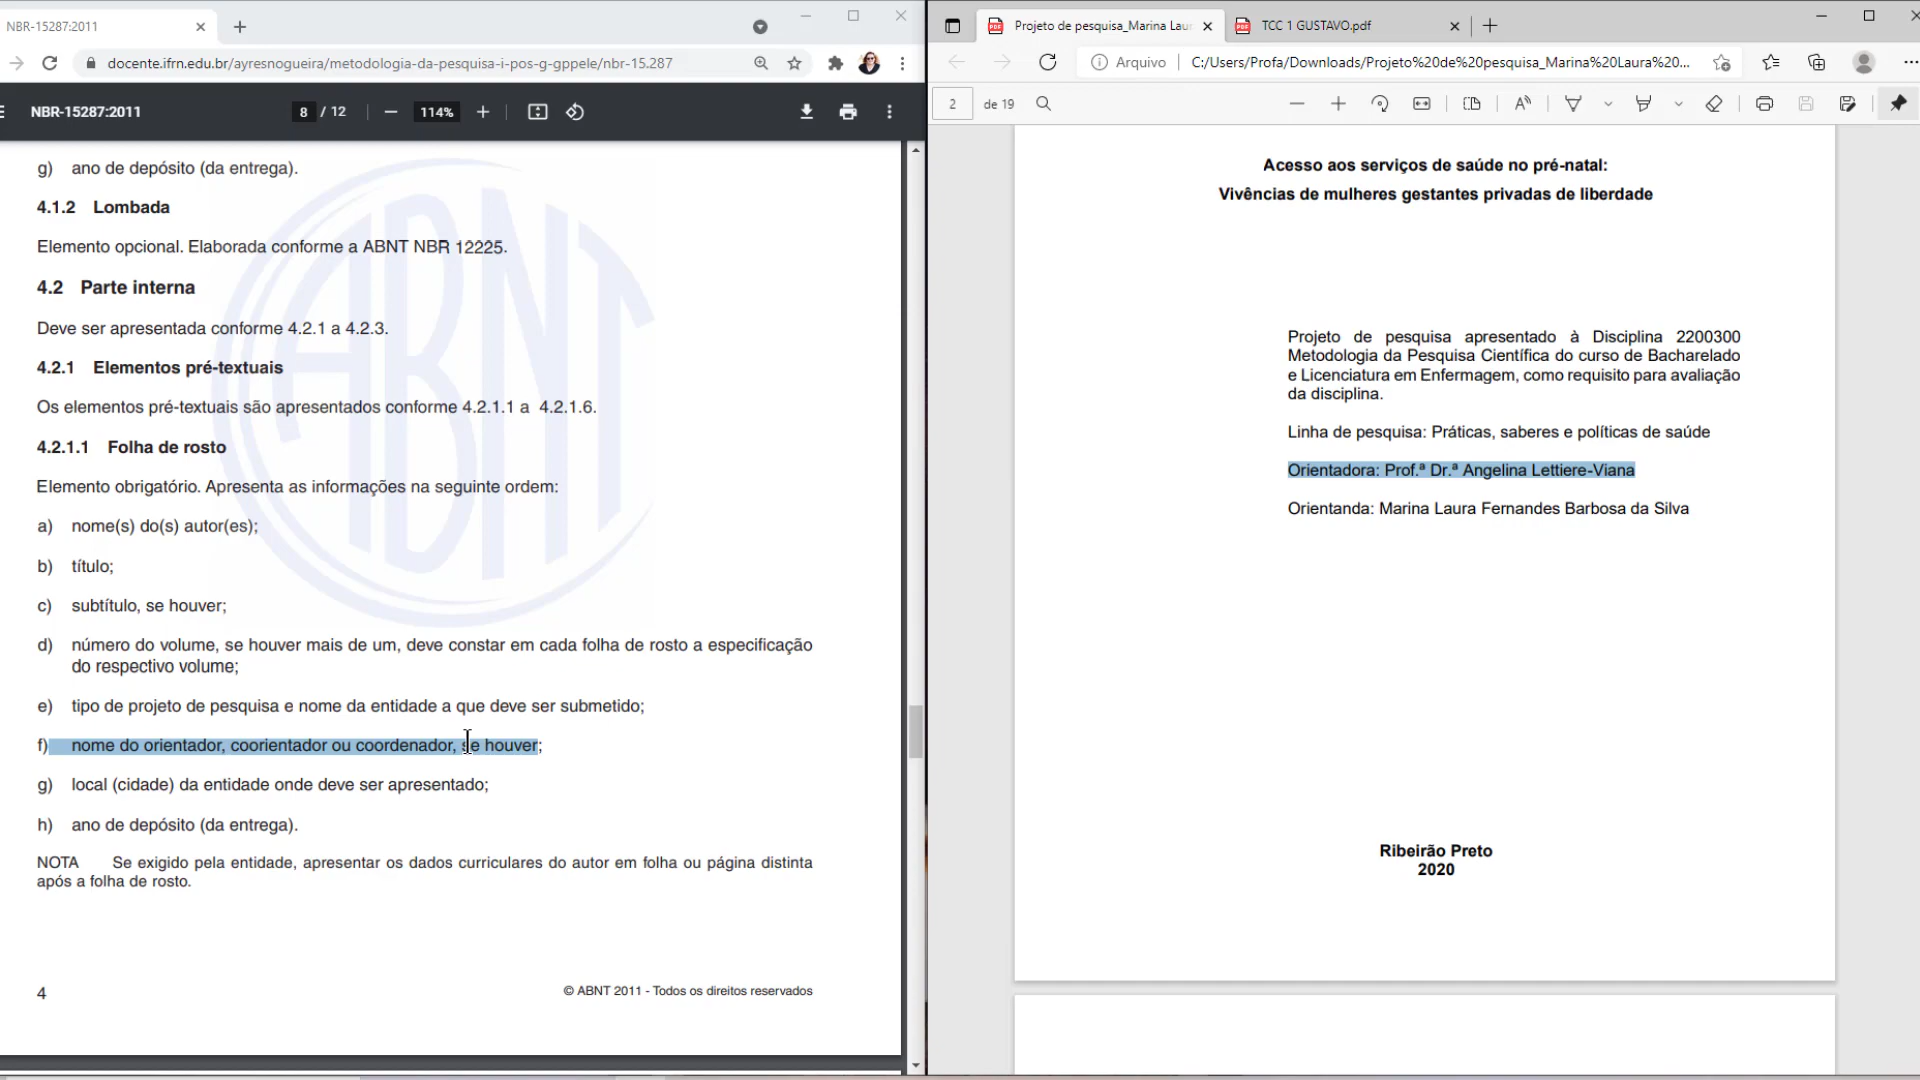 NBR-15287:2011
docente.ifrn.edu.br/ayresnogueira/metodologia-da-pesquisa-i-pos-g-gppele/nbr-15.287
NBR-15287:2011
8 / 12
114%
g) ano de depósito (da entrega).
4.1.2 Lombada
Elemento opcional. Elaborada conforme a ABNT NBR 12225.
4.2 Parte interna
Deve ser apresentada conforme 4.2.1 a 4.2.3.
4.2.1 Elementos pré-textuais
Os elementos pré-textuais são apresentados conforme 4.2.1.1 a 4.2.1.6.
4.2.1.1 Folha de rosto
Elemento obrigatório. Apresenta as informações na seguinte ordem:
a) nome(s) do(s) autor(es);
b) título;
c) subtítulo, se houver;
d) número do volume, se houver mais de um, deve constar em cada folha de rosto a especificação
do respectivo volume;
e) tipo de projeto de pesquisa e nome da entidade a que deve ser submetido;
f) nome do orientador, coorientador ou coordenador, se houver;
g) local (cidade) da entidade onde deve ser apresentado;
h) ano de depósito (da entrega).
NOTA Se exigido pela entidade, apresentar os dados curriculares do autor em folha ou página distinta
após a folha de rosto.
4
© ABNT 2011 - Todos os direitos reservados
ABNT
Projeto de pesquisa_Marina Lau
TCC 1 GUSTAVO.pdf
Arquivo
C:/Users/Profa/Downloads/Projeto%20de%20pesquisa_Marina%20Laura%20...
2 de 19
Acesso aos serviços de saúde no pré-natal:
Vivências de mulheres gestantes privadas de liberdade
Projeto de pesquisa apresentado à Disciplina 2200300
Metodologia da Pesquisa Científica do curso de Bacharelado
e Licenciatura em Enfermagem, como requisito para avaliação
da disciplina.
Linha de pesquisa: Práticas, saberes e políticas de saúde
Orientadora: Prof.ª Dr.ª Angelina Lettiere-Viana
Orientanda: Marina Laura Fernandes Barbosa da Silva
Ribeirão Preto
2020